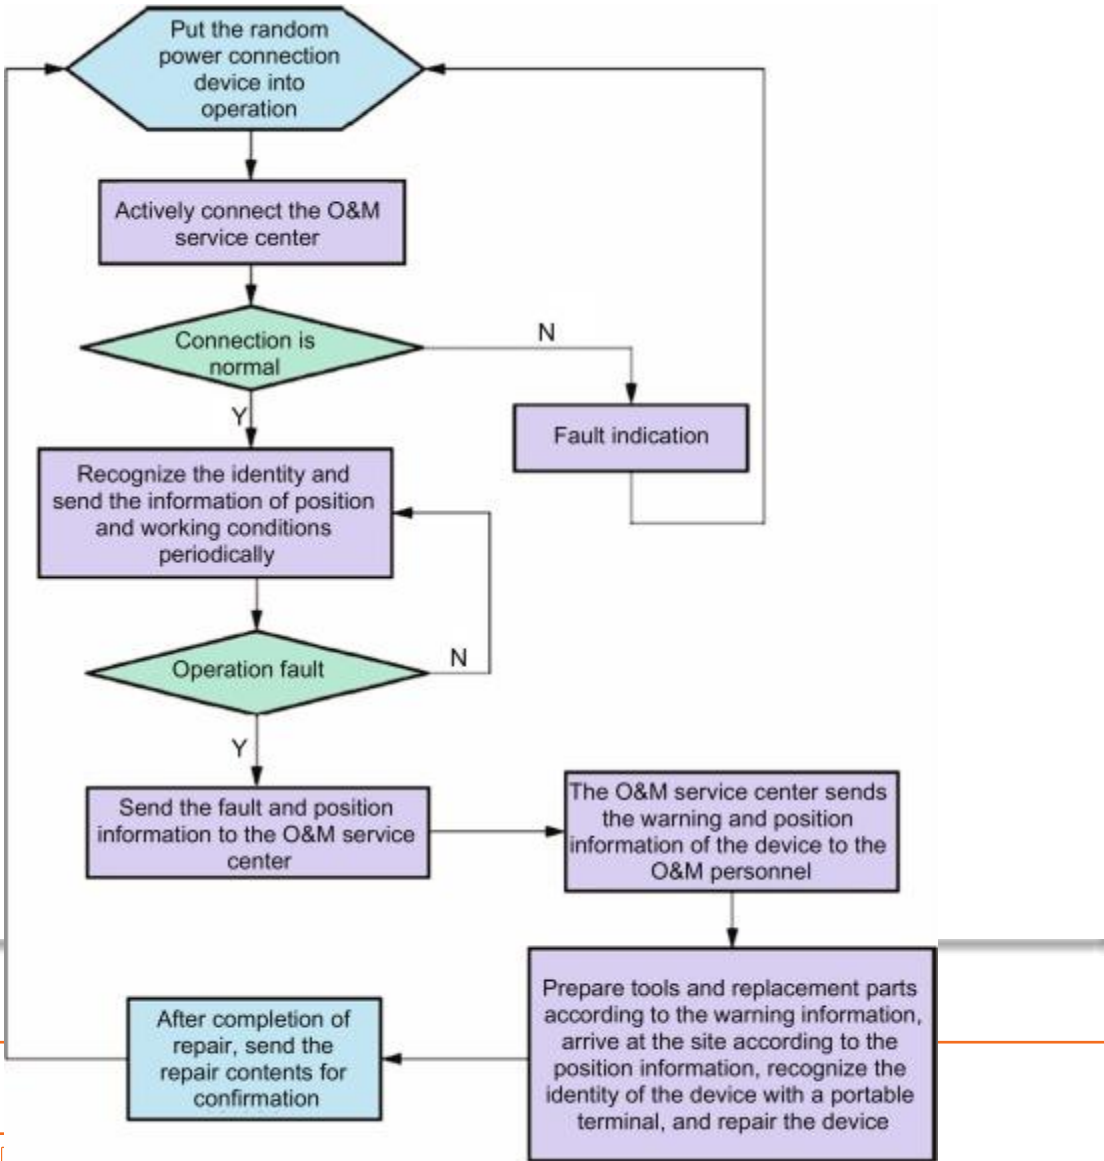 Put the random
power connection
device into
operation
Actively connect the O&M
service center
Connection is
normal
N
Y
Fault indication
Recognize the identity and
send the information of position
and working conditions
periodically
Operation fault
N
Y
Send the fault and position
information to the O&M service
center
The O&M service center sends
the warning and position
information of the device to the
O&M personnel
Prepare tools and replacement parts
according to the warning information,
arrive at the site according to the
position information, recognize the
identity of the device with a portable
terminal, and repair the device
After completion of
repair, send the
repair contents for
confirmation